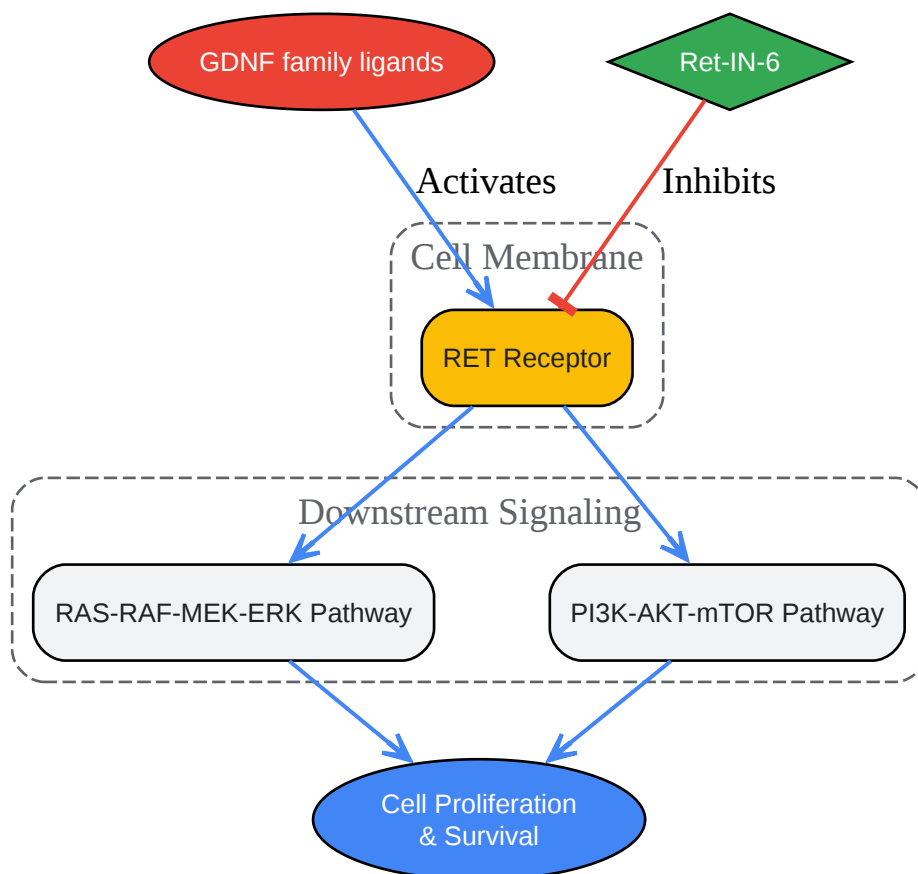 GDNF family ligands
Ret-IN-6
Activates
Inhibits
Cell Membrane
RET Receptor
Downstream Signaling
RAS-RAF-MEK-ERK Pathway
PI3K-AKT-mTOR Pathway
Cell Proliferation
& Survival